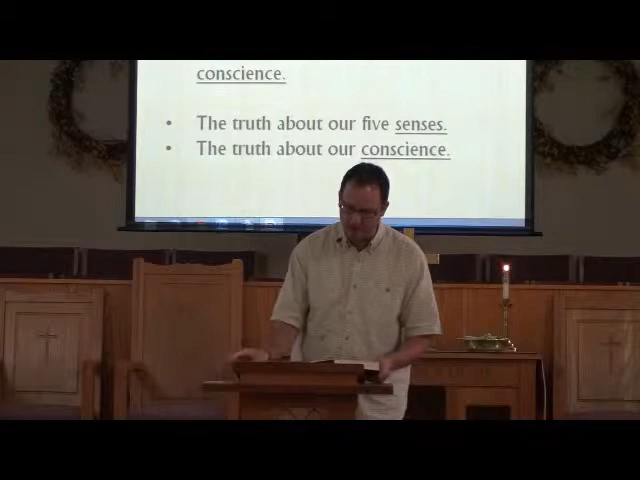 conscience.
• The truth about our five senses.
• The truth about our conscience.